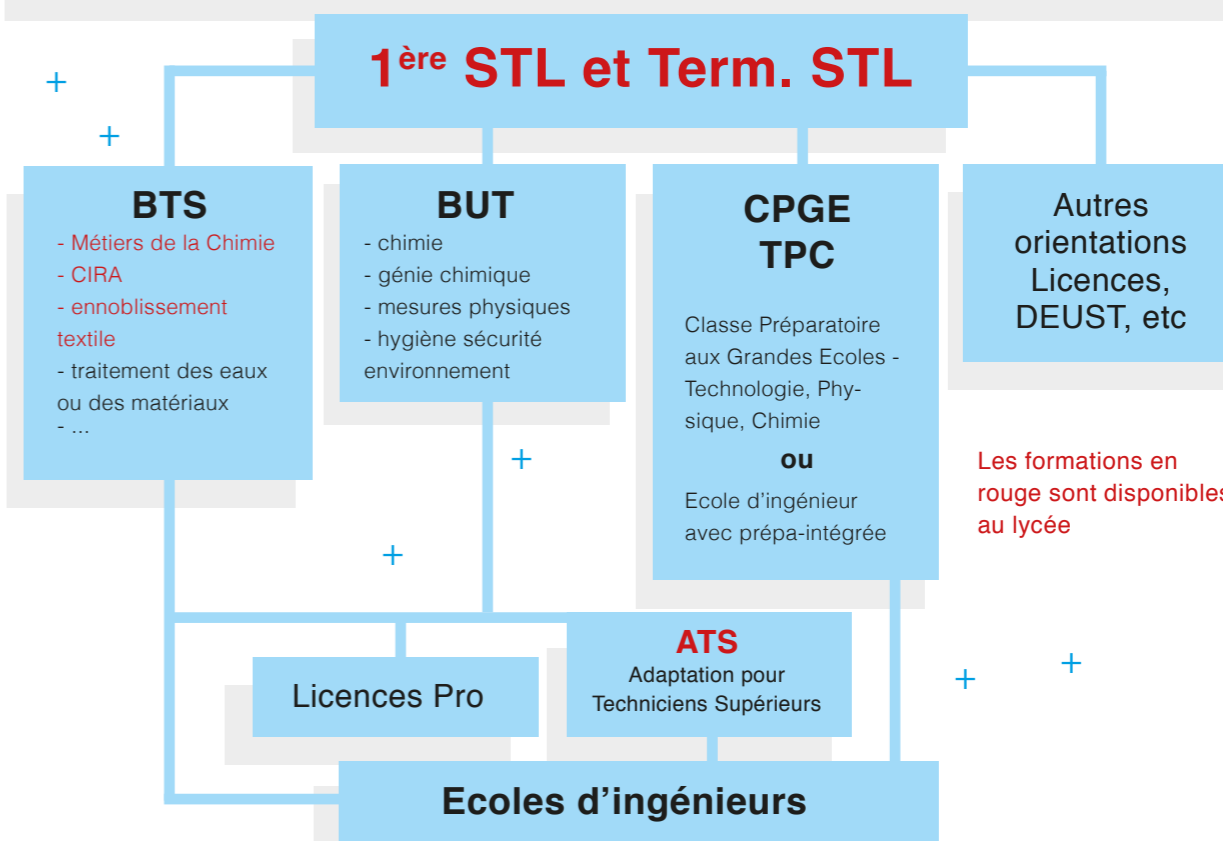 1ère STL et Term. STL
BTS
- Métiers de la Chimie
- CIRA
- ennoblissement
textile
- traitement des eaux
ou des matériaux
- ...
BUT
- chimie
- génie chimique
- mesures physiques
- hygiène sécurité
environnement
CPGE
TPC
Classe Préparatoire
aux Grandes Ecoles -
Technologie, Phy-
sique, Chimie
ou
Ecole d’ingénieur
avec prépa-intégrée
Autres
orientations
Licences,
DEUST, etc
Les formations en
rouge sont disponibles
au lycée
Licences Pro
ATS
Adaptation pour
Techniciens Supérieurs
Ecoles d’ingénieurs